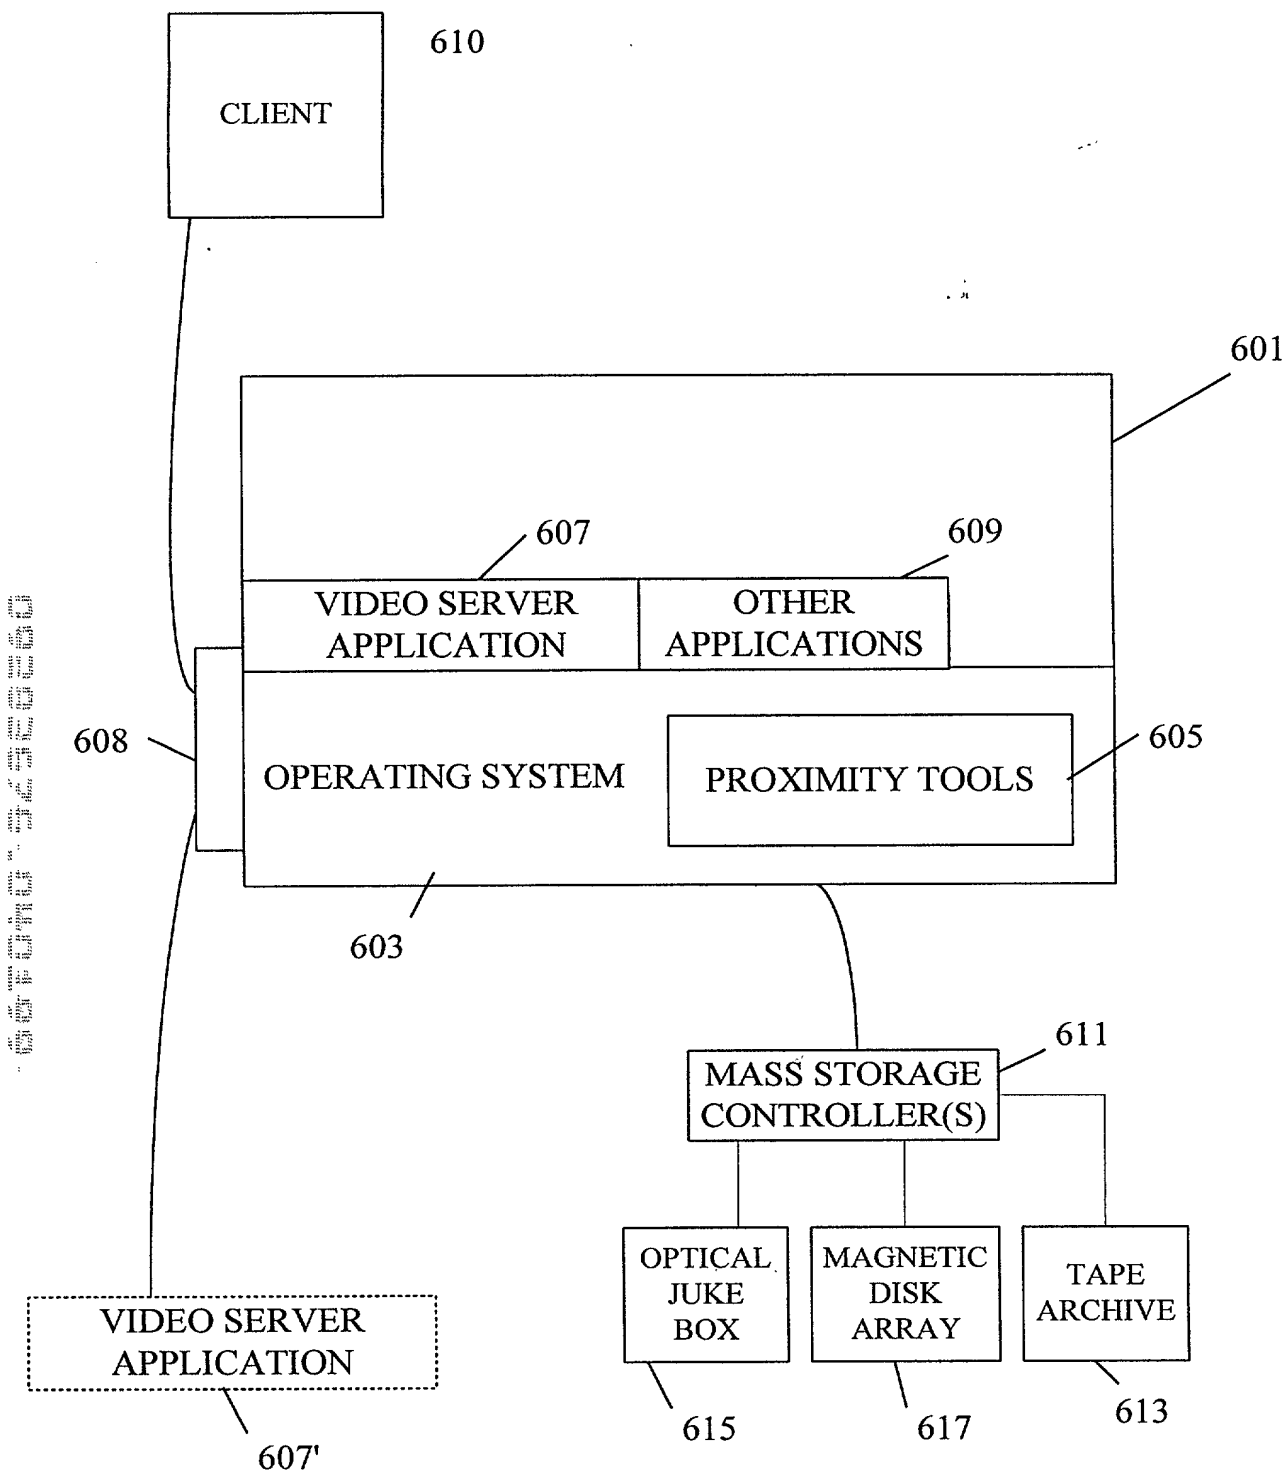 610
CLIENT
601
607
609
VIDEO SERVER
APPLICATION
OTHER
APPLICATIONS
608
605
OPERATING SYSTEM
PROXIMITY TOOLS
603
611
MASS STORAGE
CONTROLLER(S)
OPTICAL
JUKE
BOX
MAGNETIC
DISK
ARRAY
TAPE
ARCHIVE
VIDEO SERVER
APPLICATION
615
617
613
607'